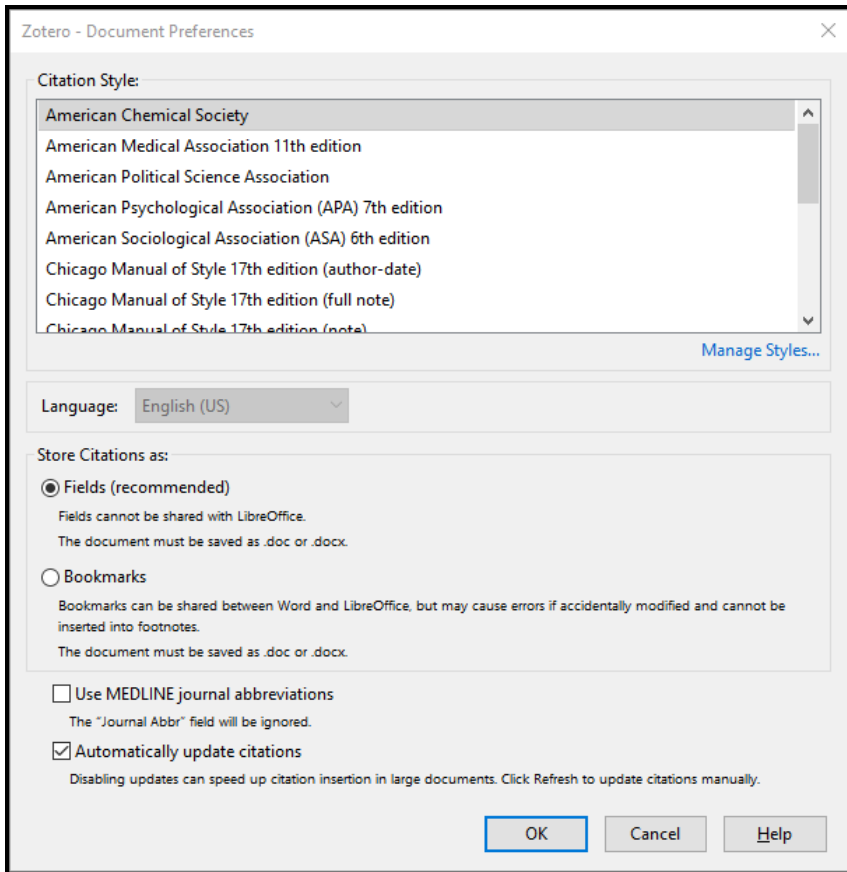 Zotero - Document Preferences
Citation Style:
American Chemical Society
American Medical Association 11th edition
American Political Science Association
American Psychological Association (APA) 7th edition
American Sociological Association (ASA) 6th edition
Chicago Manual of Style 17th edition (author-date)
Chicago Manual of Style 17th edition (full note)
Chicago Manual of Style 17th edition (note)
Manage Styles...
Language: English (US)
Store Citations as:
Fields (recommended)
Fields cannot be shared with LibreOffice.
The document must be saved as .doc or .docx.
Bookmarks
Bookmarks can be shared between Word and LibreOffice, but may cause errors if accidentally modified and cannot be
inserted into footnotes.
The document must be saved as .doc or .docx.
Use MEDLINE journal abbreviations
The "Journal Abbr" field will be ignored.
Automatically update citations
Disabling updates can speed up citation insertion in large documents. Click Refresh to update citations manually.
OK Cancel Help